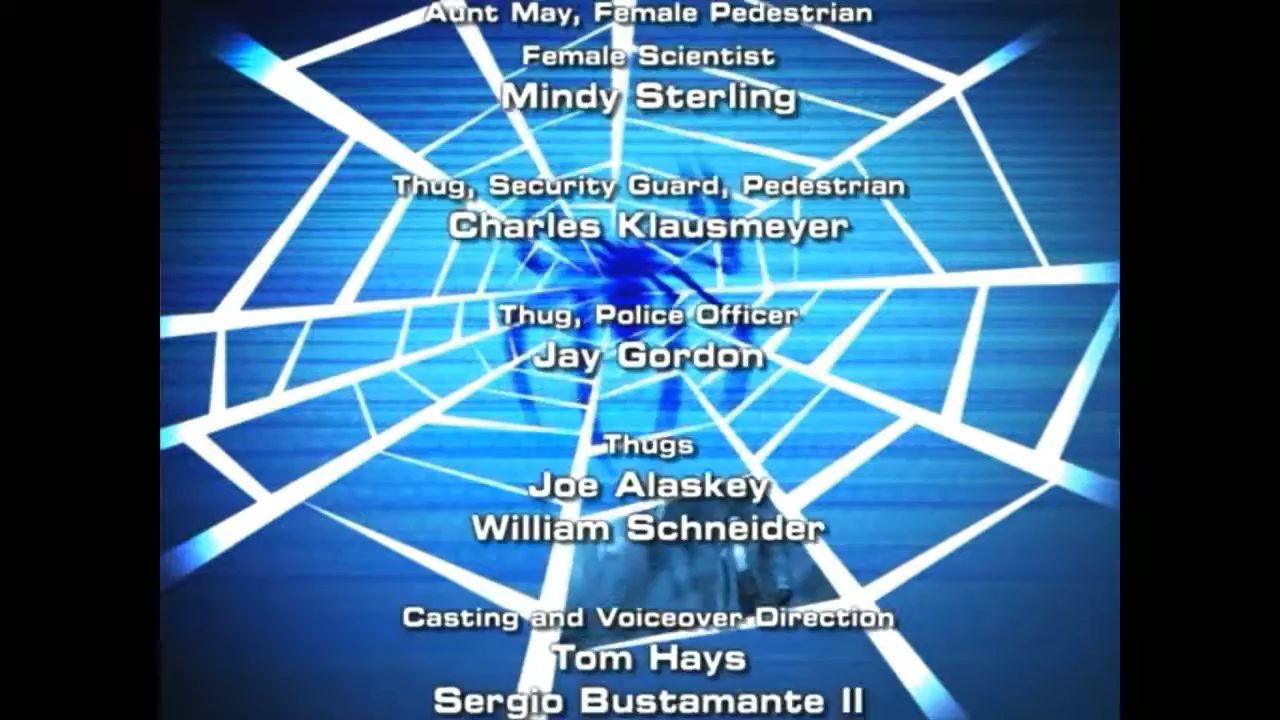 Aunt May, Female Pedestrian
Female Scientist
Mindy Sterling
Thug, Security Guard, Pedestrian
Charles Klausmeyer
Thug, Police Officer
Jay Gordon
Thugs
Joe Alaskey
William Schneider
Casting and Voiceover Direction
Tom Hays
Sergio Bustamante II